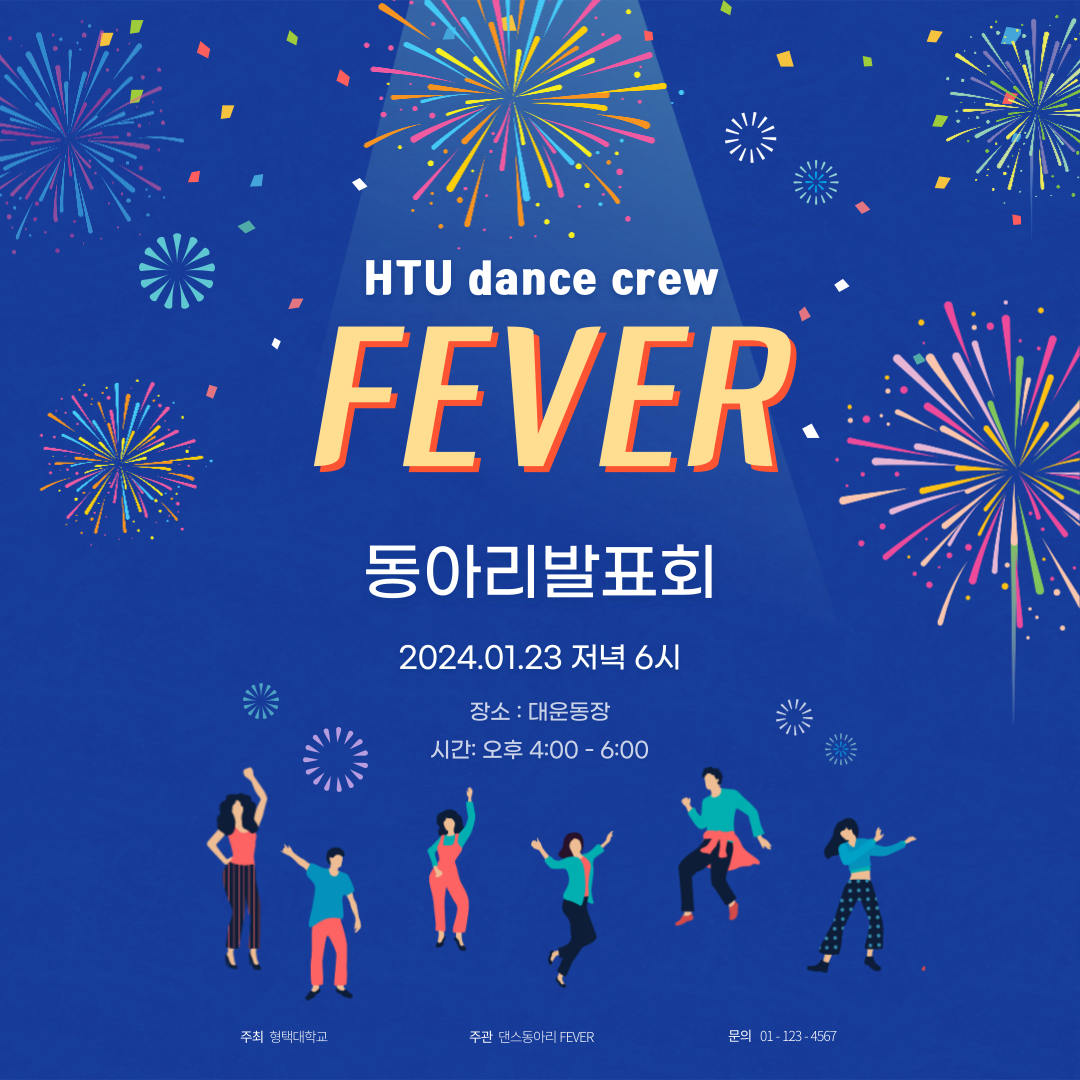 HTU dance crew
FEVER
동아리발표회
2024.01.23 저녁 6시
장소 : 대운동장
시간: 오후 4:00 - 6:00
주최 형택대학교
주관 댄스동아리 FEVER
문의 01 - 123 - 4567